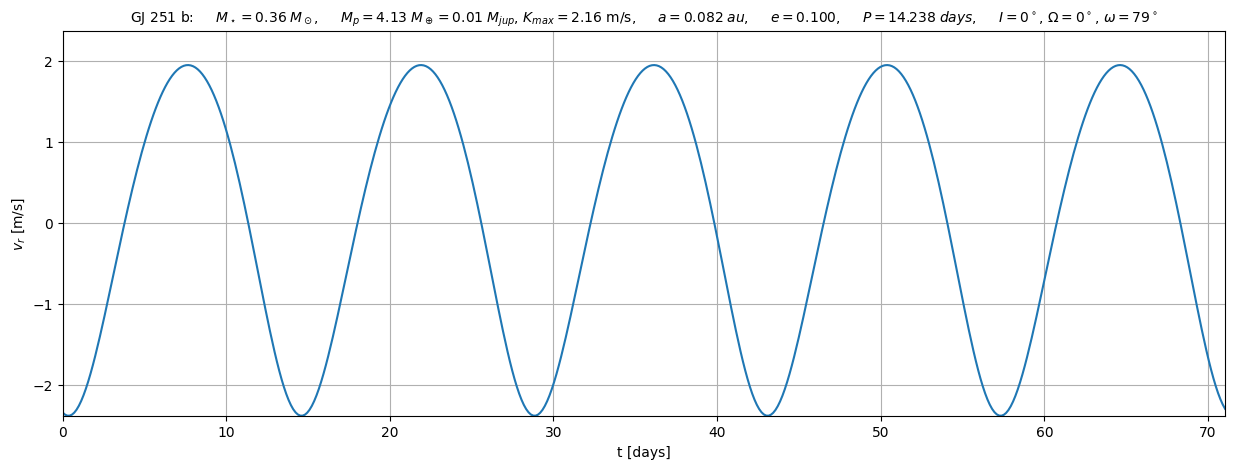 GJ 251 b: M⋆ = 0.36 M⊙, Mp = 4.13 M⊕ = 0.01 Mjup, Kmax = 2.16 m/s, a = 0.082 au, e = 0.100, P = 14.238 days, I = 0°, Ω = 0°, ω = 79°
2
1
0
−1
−2
vr [m/s]
0 10 20 30 40 50 60 70
t [days]